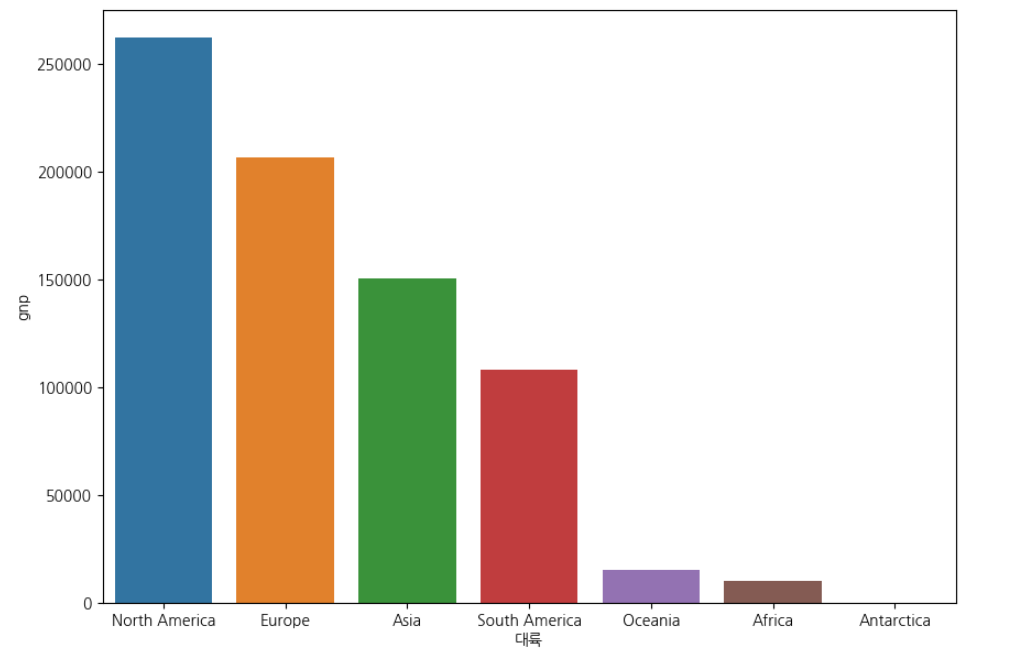 250000
200000
150000
100000
50000
0
gnp
North America Europe Asia South America Oceania Africa Antarctica
대륙